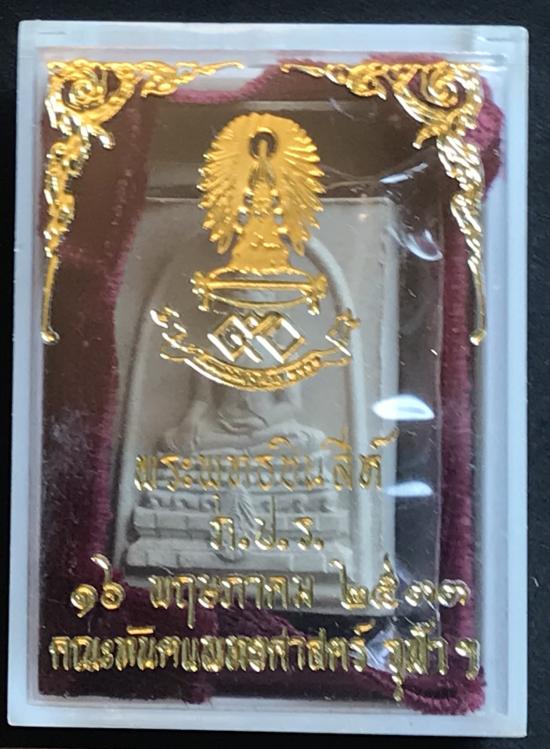 พระพุทธชินสีห์
ภ.ป.ร.
๑๖ พฤษภาคม ๒๕๓๓
คณะทันตแพทยศาสตร์ จุฬาฯ